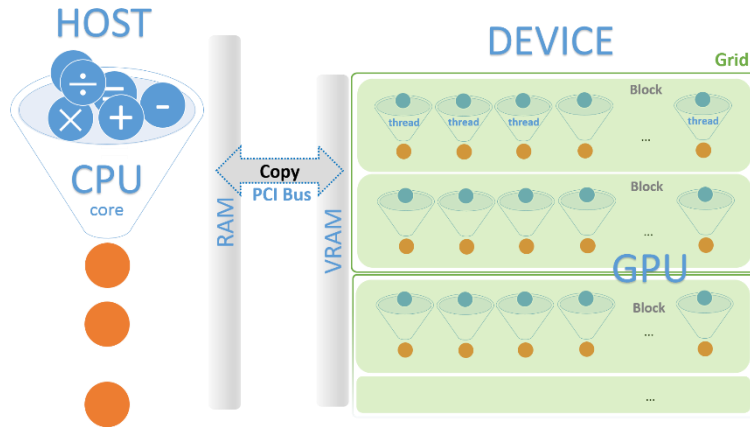 HOST
÷ = × + -
CPU
core
RAM
Copy
PCI Bus
VRAM
DEVICE
Grid
Block
thread thread thread thread
...
Block
...
GPU
Block
...
...